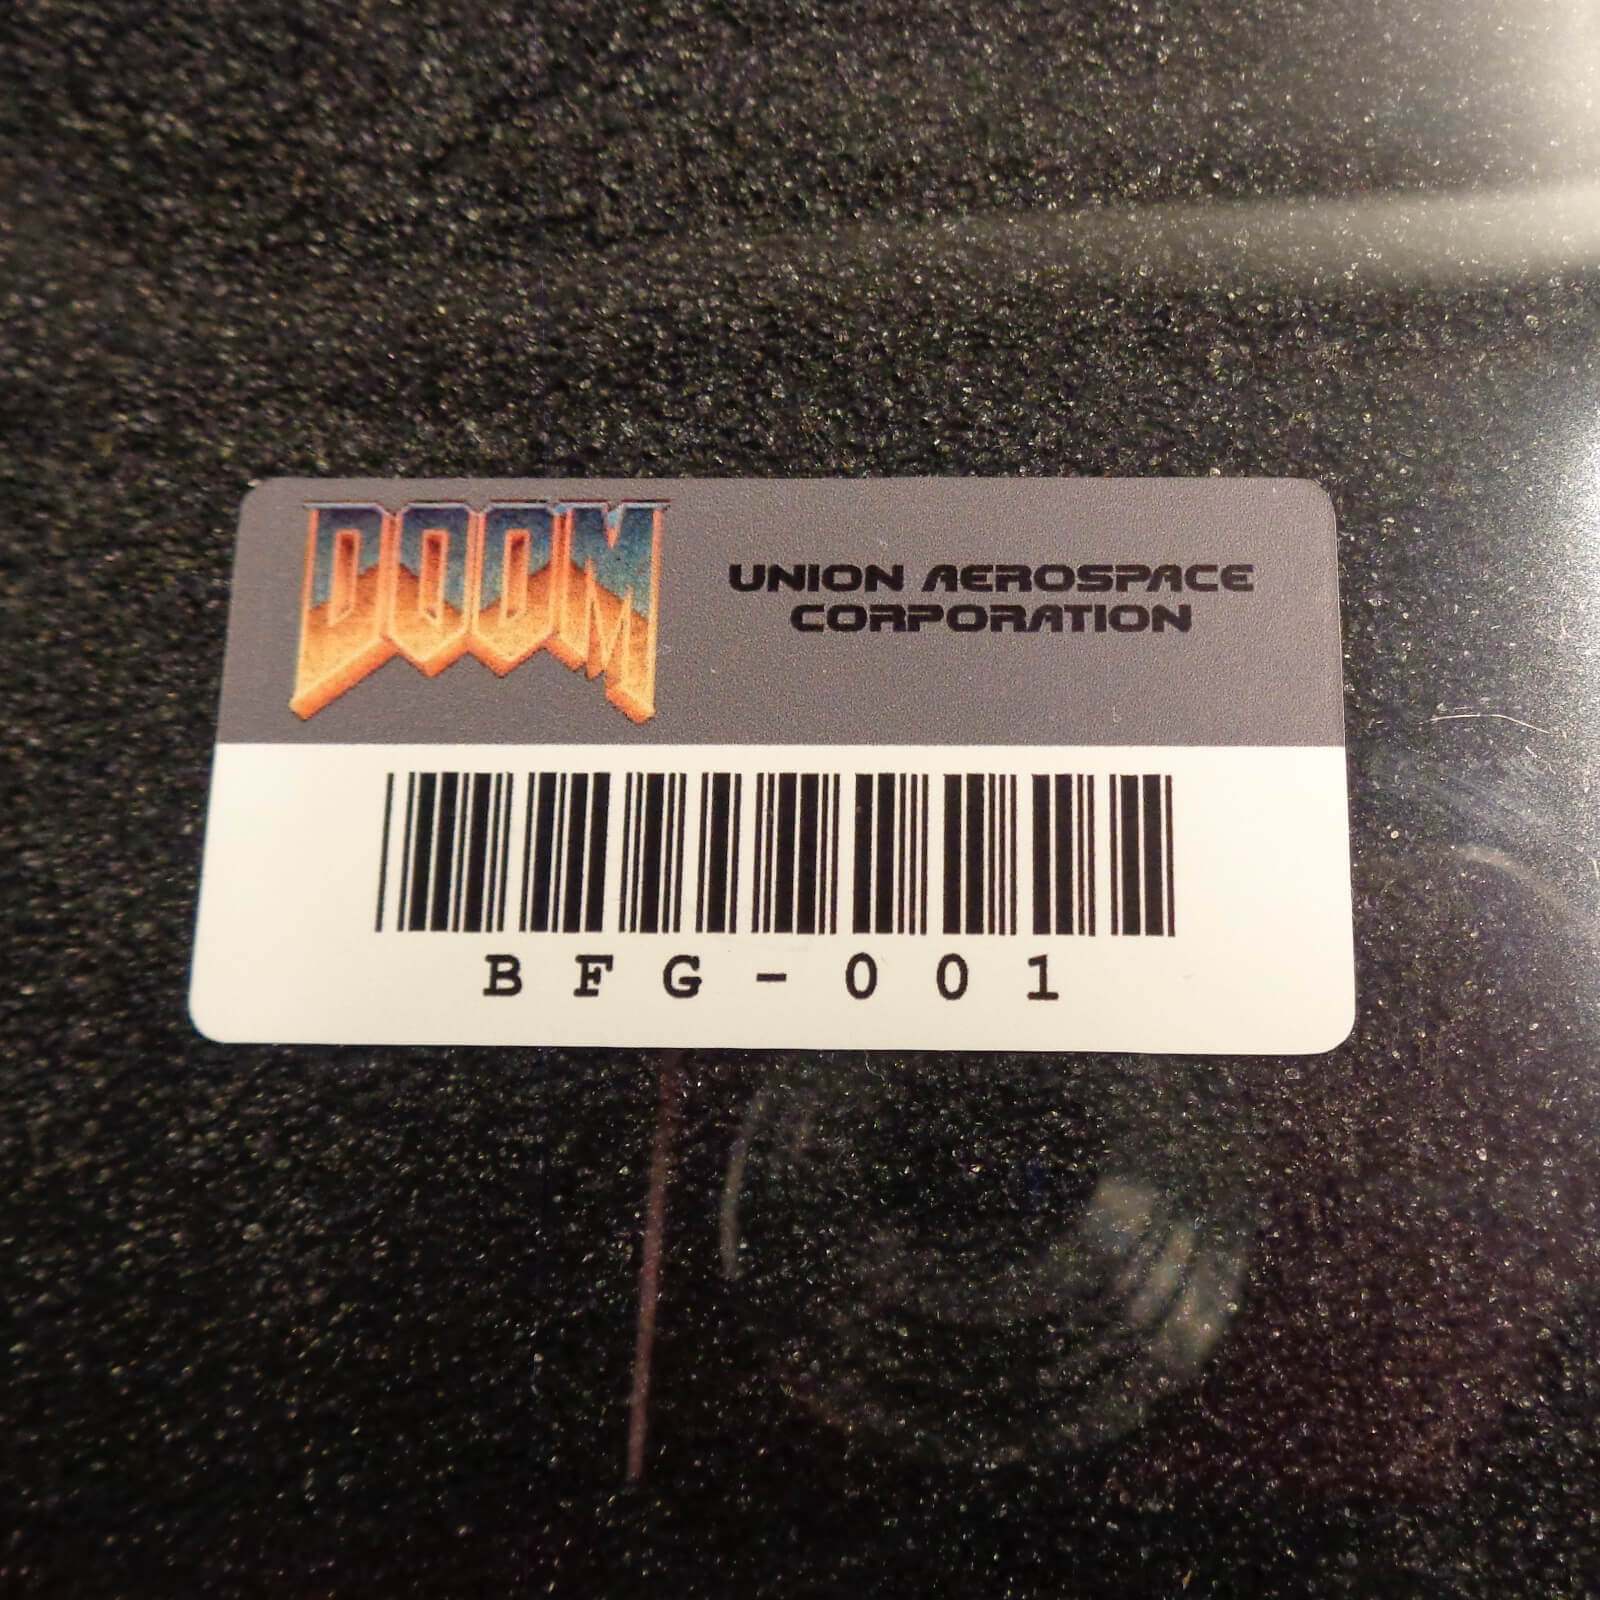 DOOM
UNION AEROSPACE
CORPORATION
BFG-001